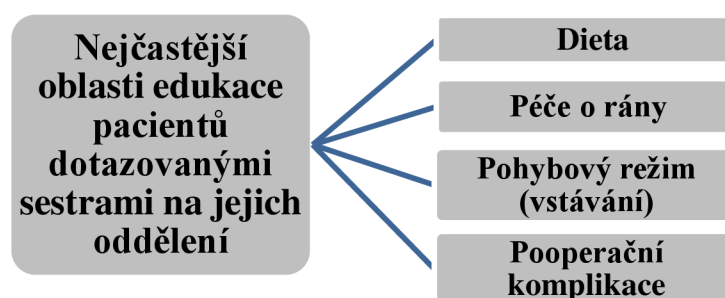 Nejčastější
oblasti edukace
pacientů
dotazovanými
sestrami na jejich
oddělení
Dieta
Péče o rány
Pohybový režim
(vstávání)
Pooperační
komplikace